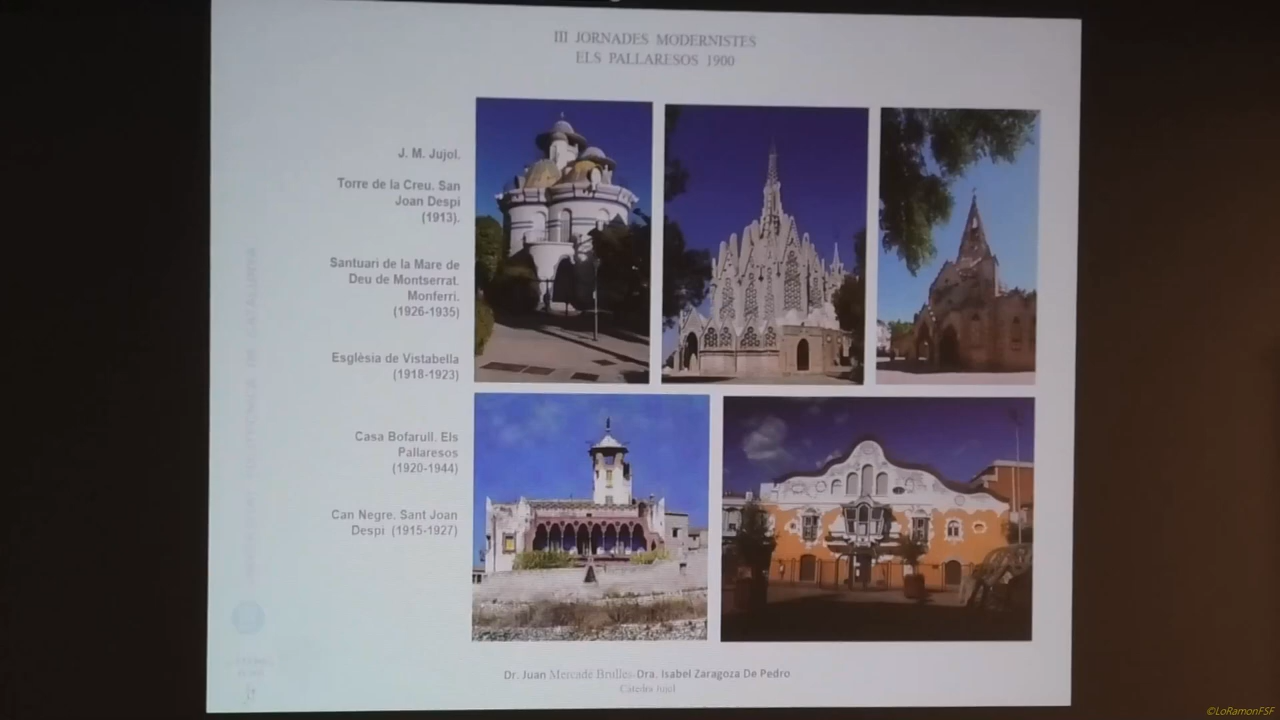 III JORNADES MODERNISTES
ELS PALLARESOS 1900
J. M. Jujol.
Torre de la Creu. San
Joan Despi
(1913).
Santuari de la Mare de
Deu de Montserrat.
Monferri.
(1926-1935)
Esglèsia de Vistabella
(1918-1923)
Casa Bofarull. Els
Pallaresos
(1920-1944)
Can Negre. Sant Joan
Despi (1915-1927)
Dr. Juan Mercadé Brulles-Dra. Isabel Zaragoza De Pedro
Càtedra Jujol
©LoRamonFSF